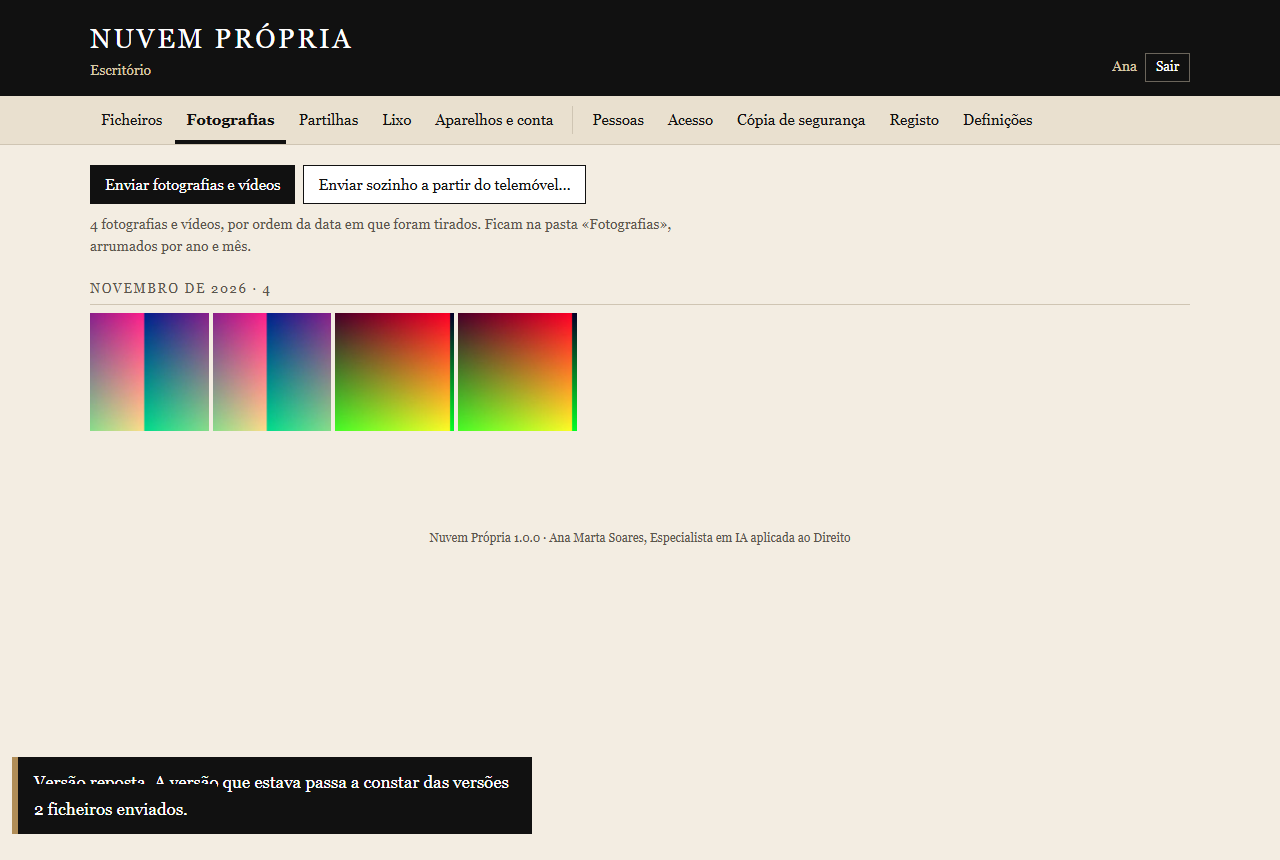 NUVEM PRÓPRIA
Escritório
Ana
Sair
Ficheiros
Fotografias
Partilhas
Lixo
Aparelhos e conta
Pessoas
Acesso
Cópia de segurança
Registo
Definições
Enviar fotografias e vídeos
Enviar sozinho a partir do telemóvel...
4 fotografias e vídeos, por ordem da data em que foram tirados. Ficam na pasta «Fotografias»,
arrumados por ano e mês.
NOVEMBRO DE 2026 · 4
Nuvem Própria 1.0.0 · Ana Marta Soares, Especialista em IA aplicada ao Direito
Versão reposta. A versão que estava passa a constar das versões
2 ficheiros enviados.